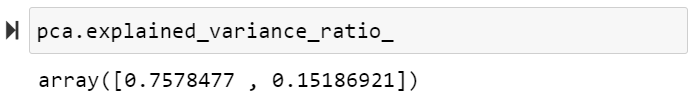 pca.explained_variance_ratio_
array([0.7578477 , 0.15186921])